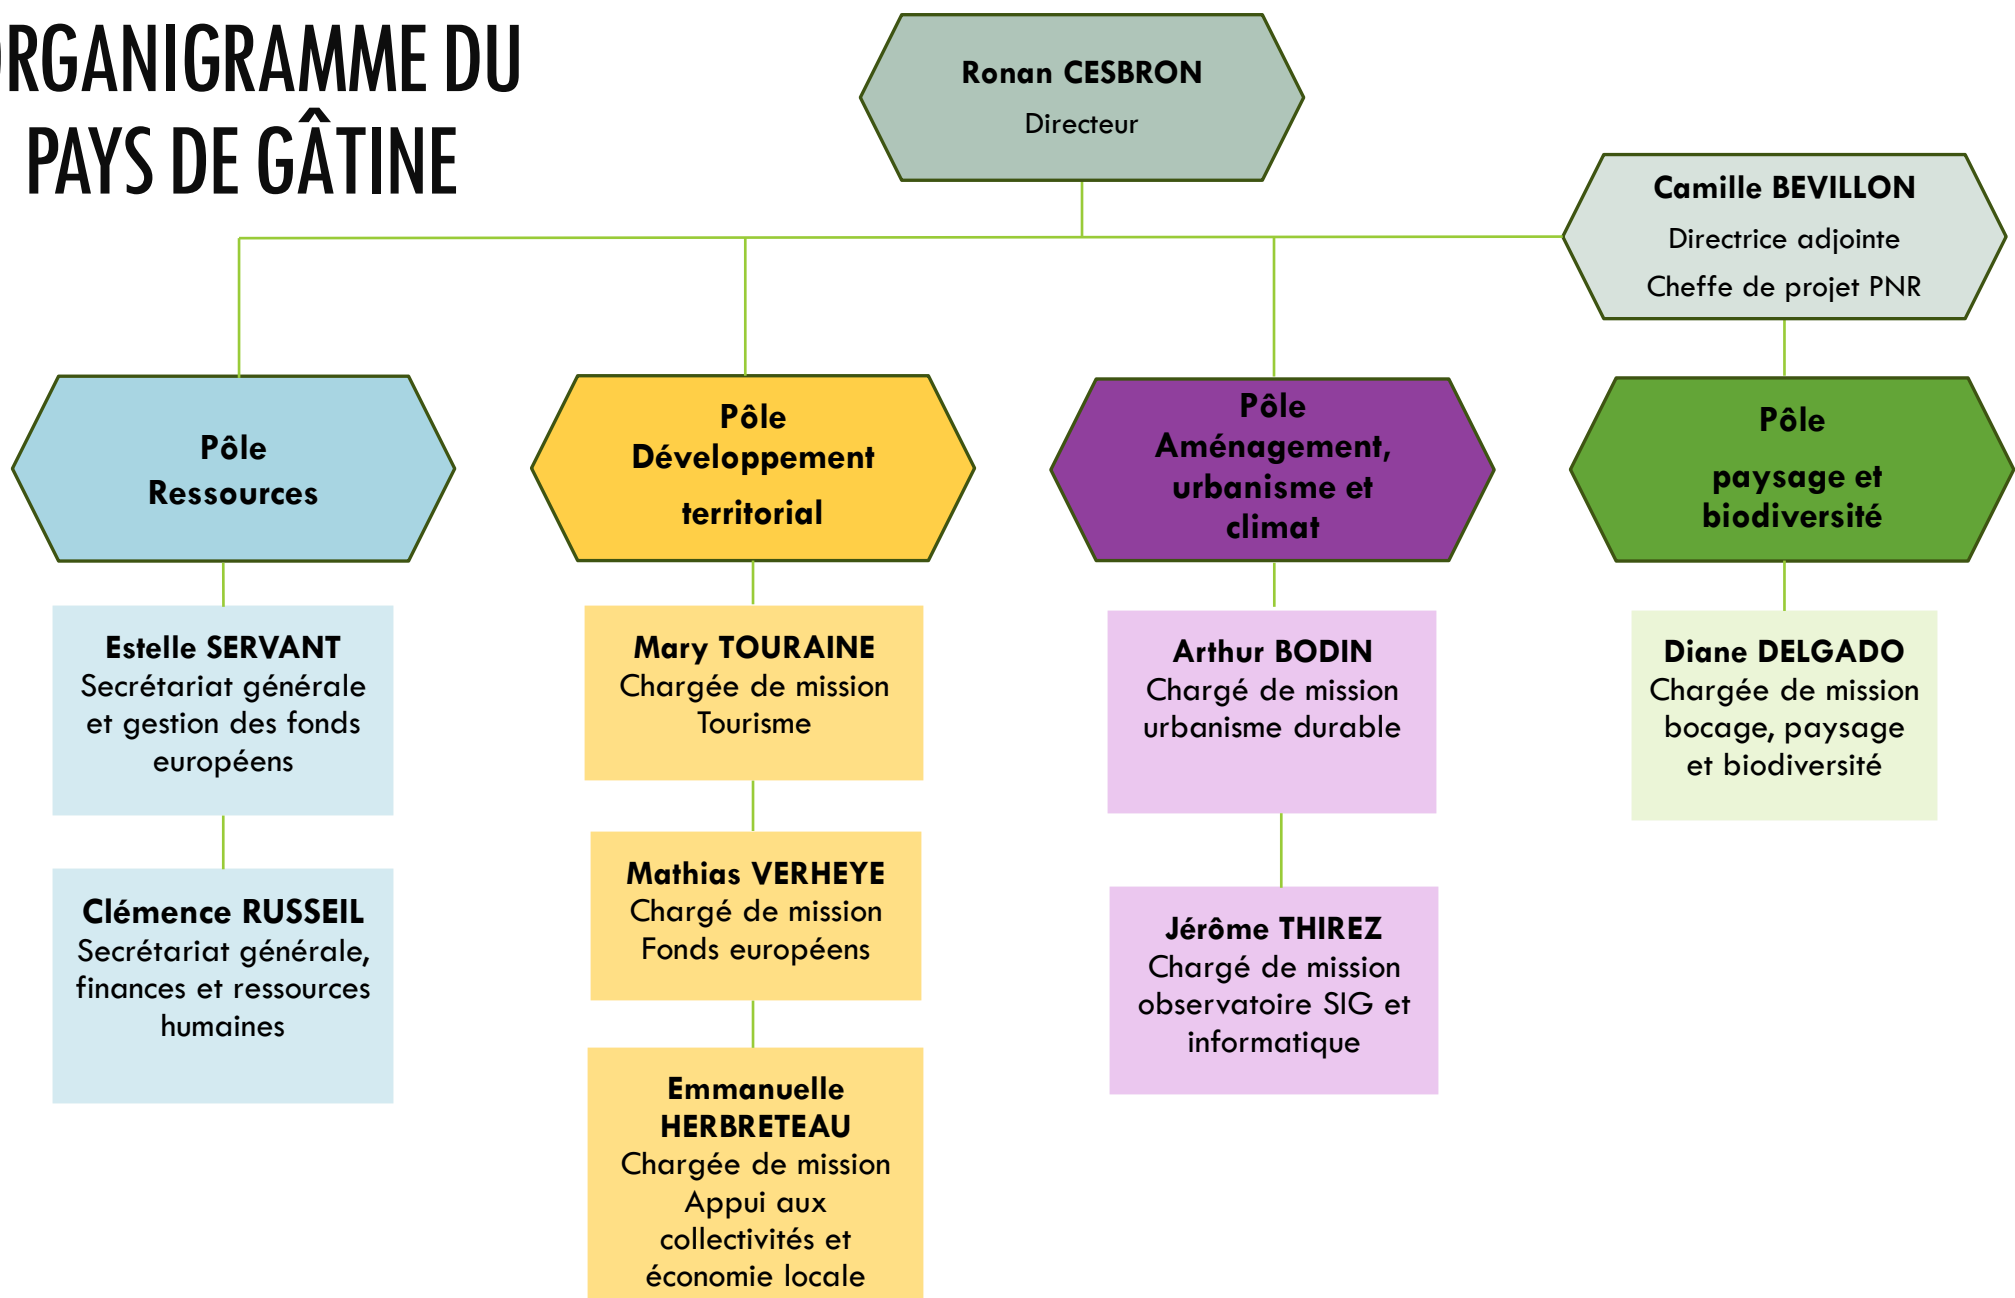 ORGANIGRAMME DU
PAYS DE GÂTINE
Ronan CESBRON
Directeur
Camille BEVILLON
Directrice adjointe
Cheffe de projet PNR
Pôle
Ressources
Pôle
Développement
territorial
Pôle
Aménagement,
urbanisme et
climat
Pôle
paysage et
biodiversité
Estelle SERVANT
Secrétariat générale
et gestion des fonds
européens
Clémence RUSSEIL
Secrétariat générale,
finances et ressources
humaines
Mary TOURAINE
Chargée de mission
Tourisme
Mathias VERHEYE
Chargé de mission
Fonds européens
Emmanuelle
HERBRETEAU
Chargée de mission
Appui aux
collectivités et
économie locale
Arthur BODIN
Chargé de mission
urbanisme durable
Jérôme THIREZ
Chargé de mission
observatoire SIG et
informatique
Diane DELGADO
Chargée de mission
bocage, paysage
et biodiversité